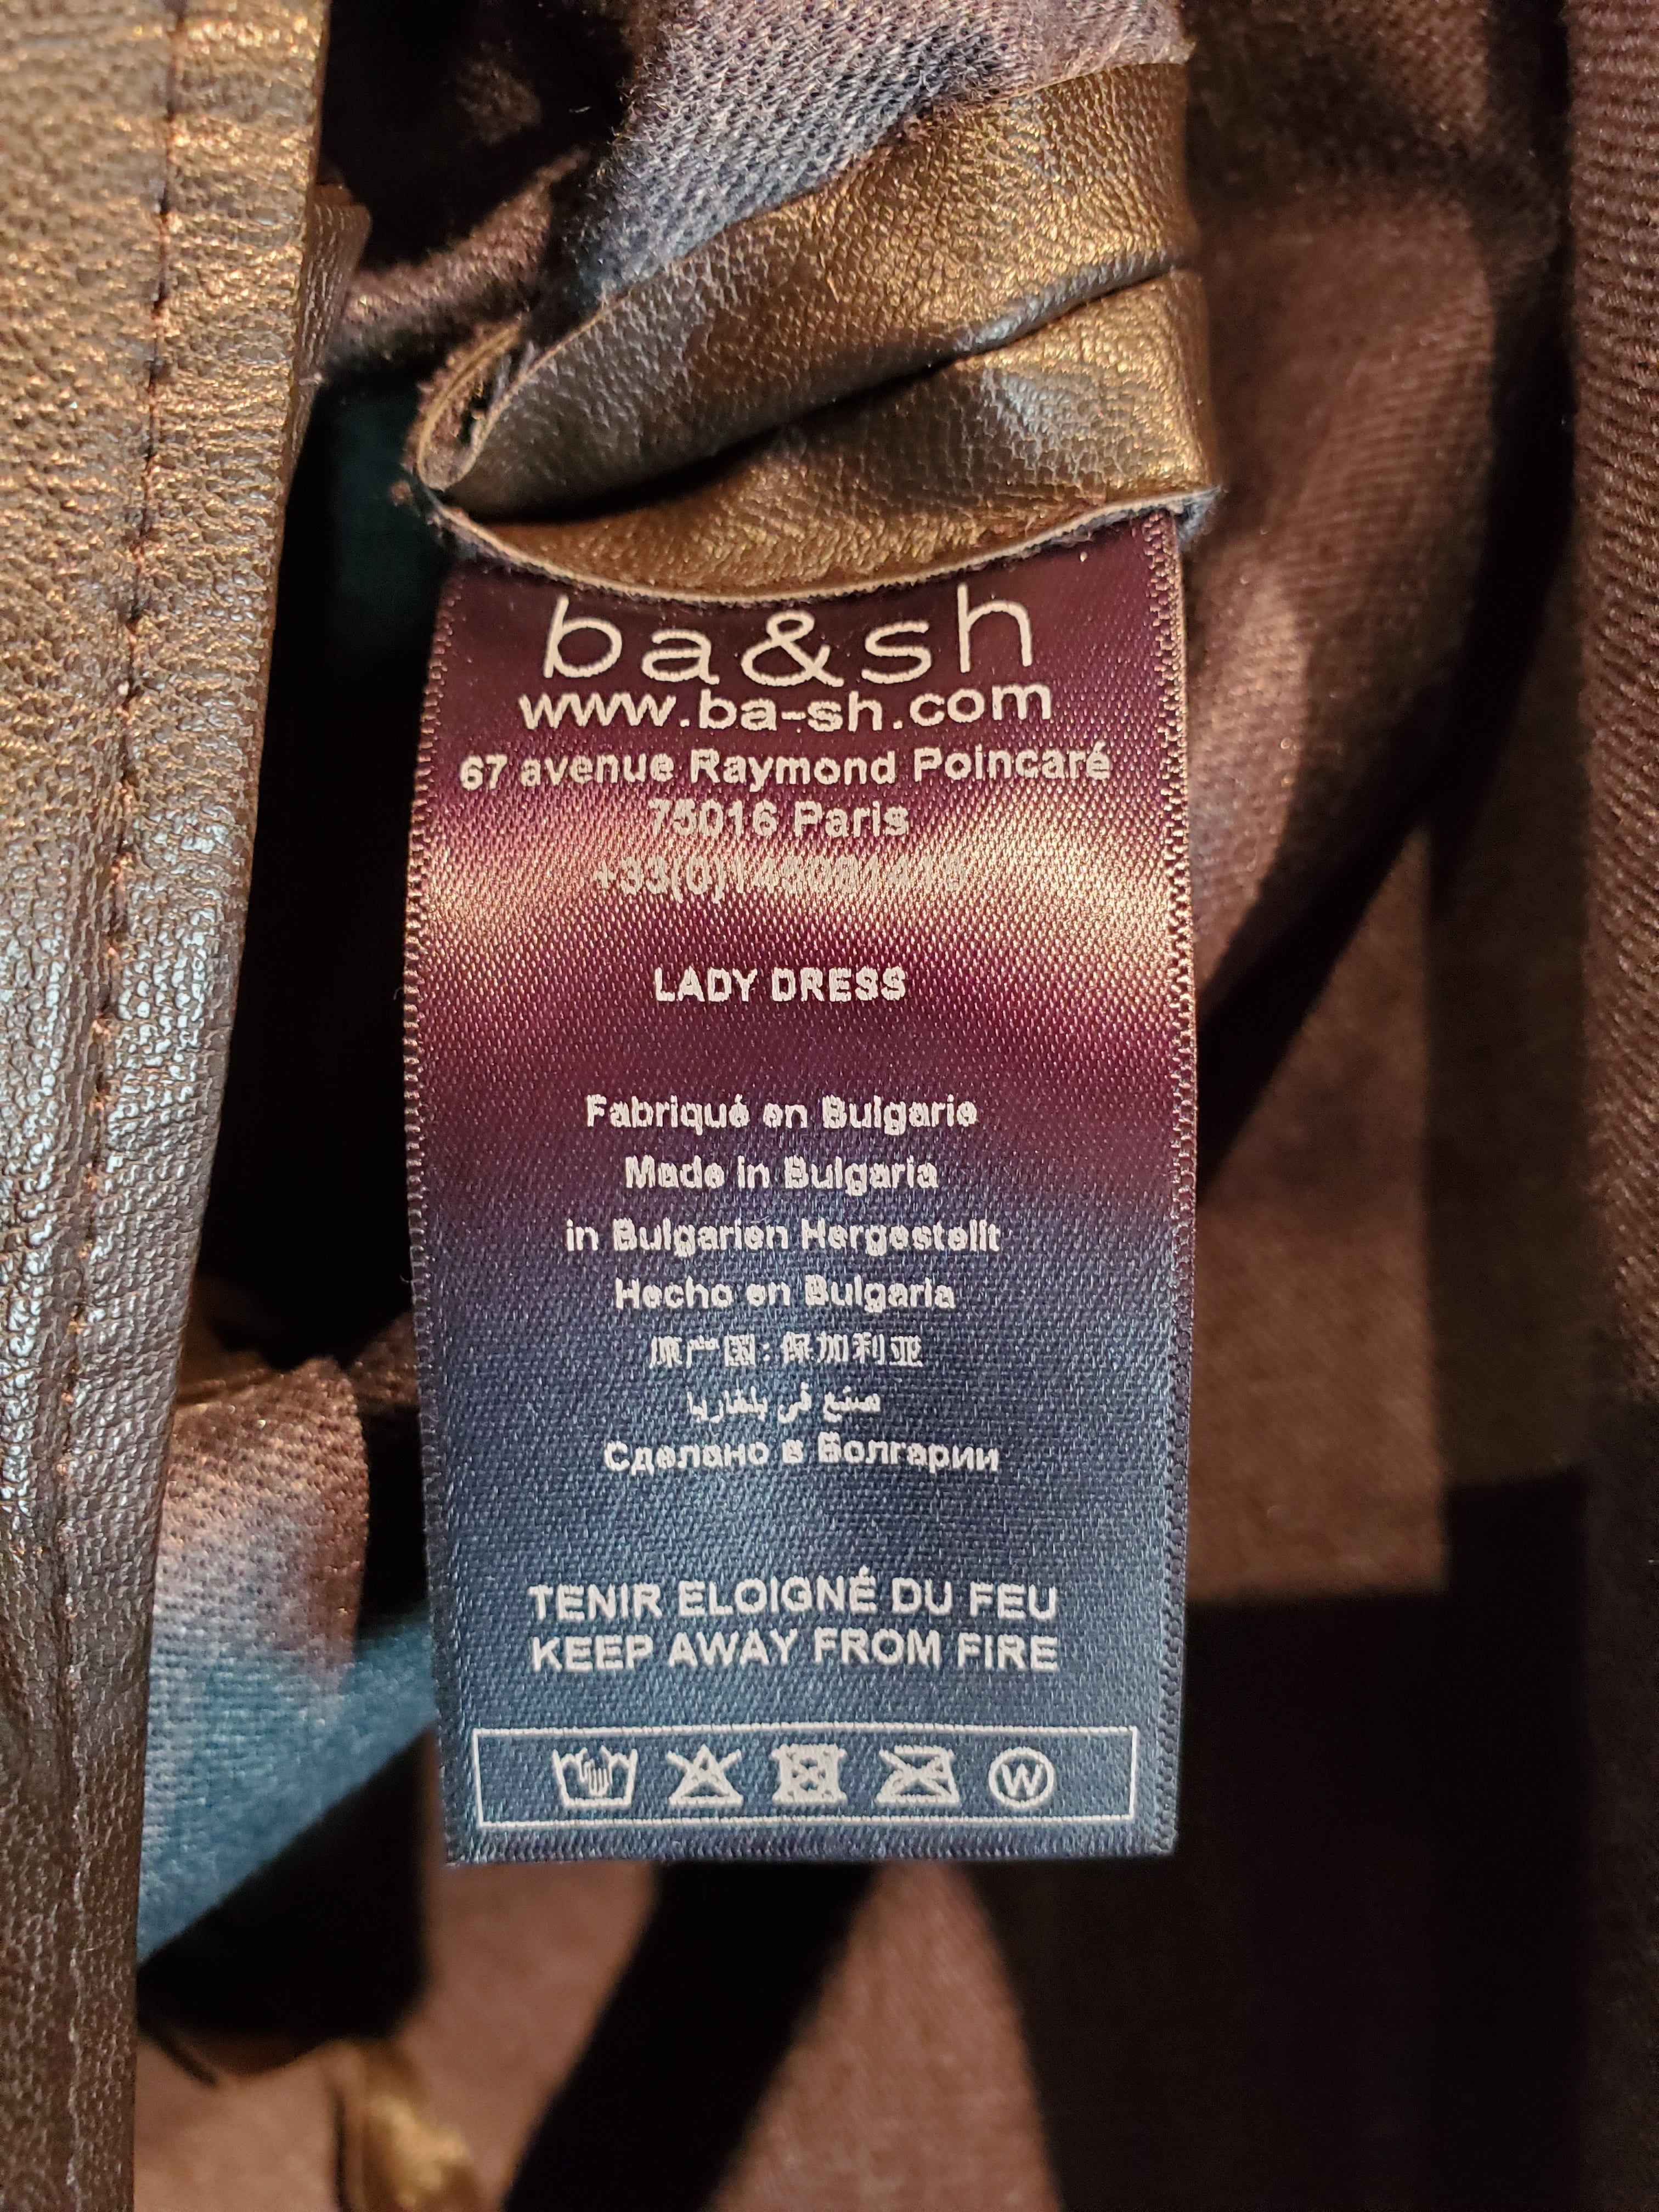 ba&sh
www.ba-sh.com
67 avenue Raymond Poincaré
75016 Paris
LADY DRESS
Fabriqué en Bulgarie
Made in Bulgaria
in Bulgarien Hergestellt
Hecho en Bulgaria
原产国：保加利亚
صنع في بلغاريا
Сделано в Болгарии
TENIR ELOIGNÉ DU FEU
KEEP AWAY FROM FIRE
W